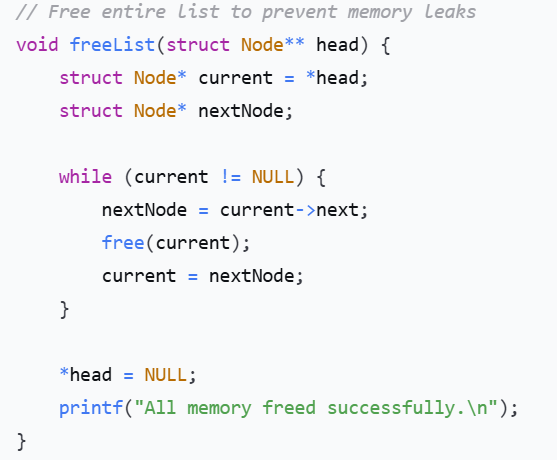 // Free entire list to prevent memory leaks
void freeList(struct Node** head) {
    struct Node* current = *head;
    struct Node* nextNode;

    while (current != NULL) {
        nextNode = current->next;
        free(current);
        current = nextNode;
    }

    *head = NULL;
    printf("All memory freed successfully.\n");
}